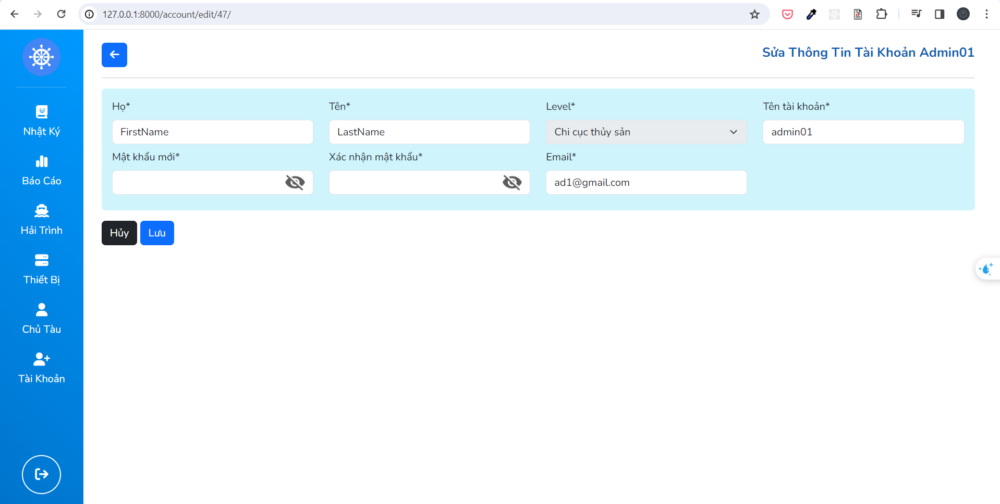 127.0.0.1:8000/account/edit/47/
Sửa Thông Tin Tài Khoản Admin01
Nhật Ký
Báo Cáo
Hải Trình
Thiết Bị
Chủ Tàu
Tài Khoản
Họ*
Tên*
Level*
Tên tài khoản*
FirstName
LastName
Chi cục thủy sản
admin01
Mật khẩu mới*
Xác nhận mật khẩu*
Email*
ad1@gmail.com
Hủy
Lưu